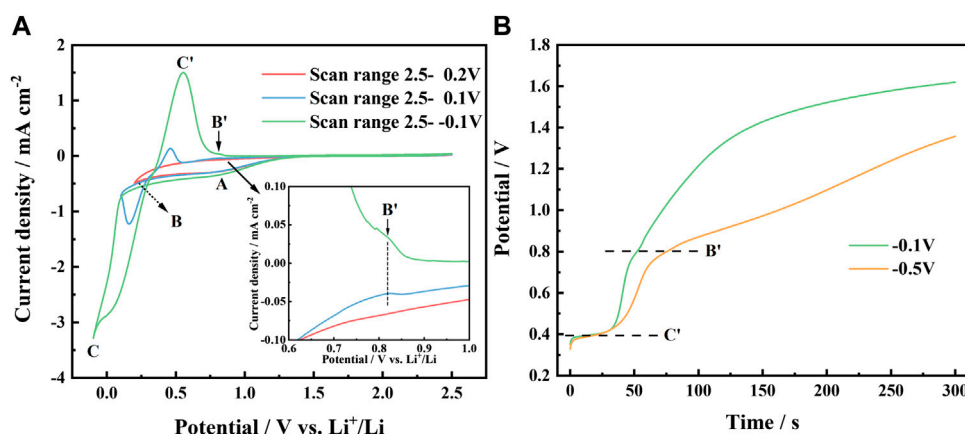 A
Current density / mA cm⁻²
2
1
0
-1
-2
-3
-4
C'
Scan range 2.5- 0.2V
Scan range 2.5- 0.1V
Scan range 2.5- -0.1V
B'
A
B
C
Current density / mA cm⁻²
0.10
0.05
0.00
-0.05
-0.10
B'
0.6 0.7 0.8 0.9 1.0
Potential / V vs. Li⁺/Li
0.0 0.5 1.0 1.5 2.0 2.5
Potential / V vs. Li⁺/Li
B
Potential / V
1.8
1.6
1.4
1.2
1.0
0.8
0.6
0.4
0.2
B'
C'
-0.1V
-0.5V
0 50 100 150 200 250 300
Time / s